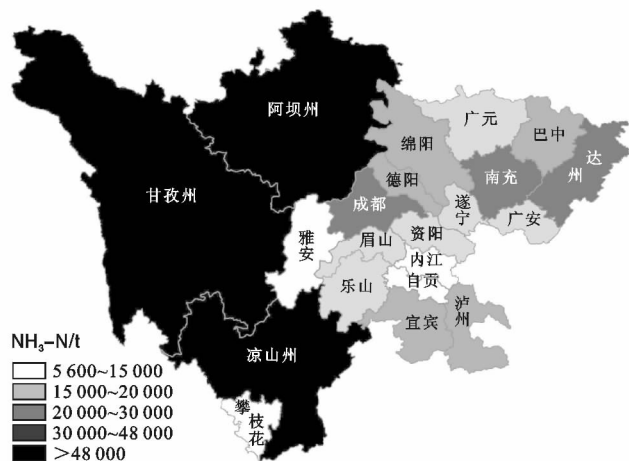 阿坝州
广元
巴中
绵阳
达州
德阳
南充
甘孜州
成都
遂宁
广安
雅安
眉山
资阳
内江
自贡
乐山
泸州
宜宾
凉山州
攀枝花
NH₃-N/t
5 600~15 000
15 000~20 000
20 000~30 000
30 000~48 000
>48 000